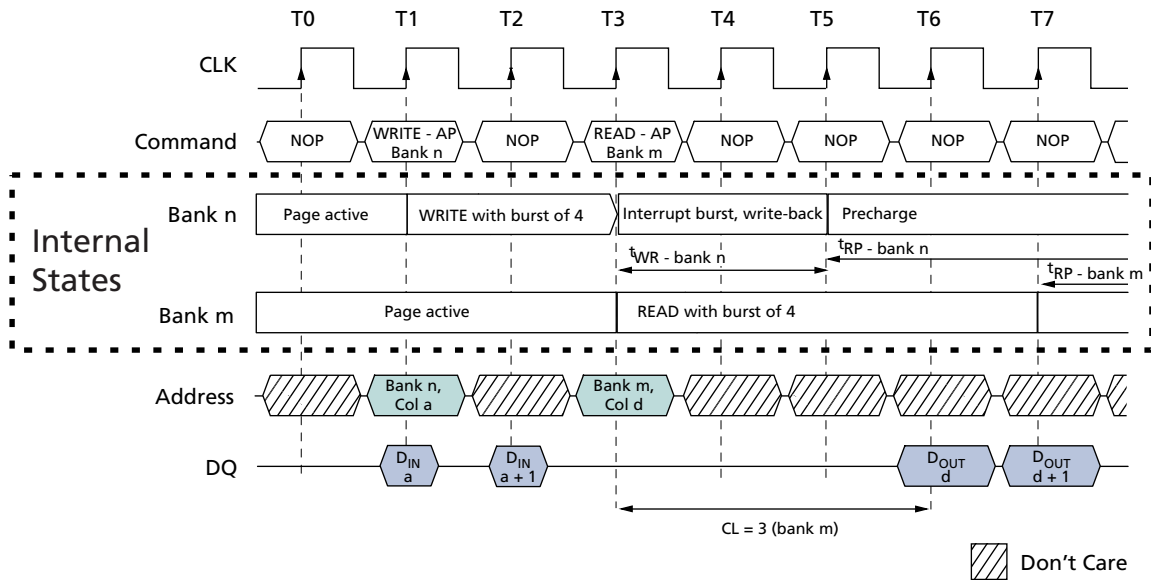 T0 T1 T2 T3 T4 T5 T6 T7
CLK
Command
NOP
WRITE - AP
Bank n
NOP
READ - AP
Bank m
NOP
NOP
NOP
NOP
Internal
States
Bank n
Page active
WRITE with burst of 4
Interrupt burst, write-back
Precharge
tWR - bank n
tRP - bank n
tRP - bank m
Bank m
Page active
READ with burst of 4
Address
Bank n,
Col a
Bank m,
Col d
DQ
DIN
a
DIN
a + 1
DOUT
d
DOUT
d + 1
CL = 3 (bank m)
Don't Care